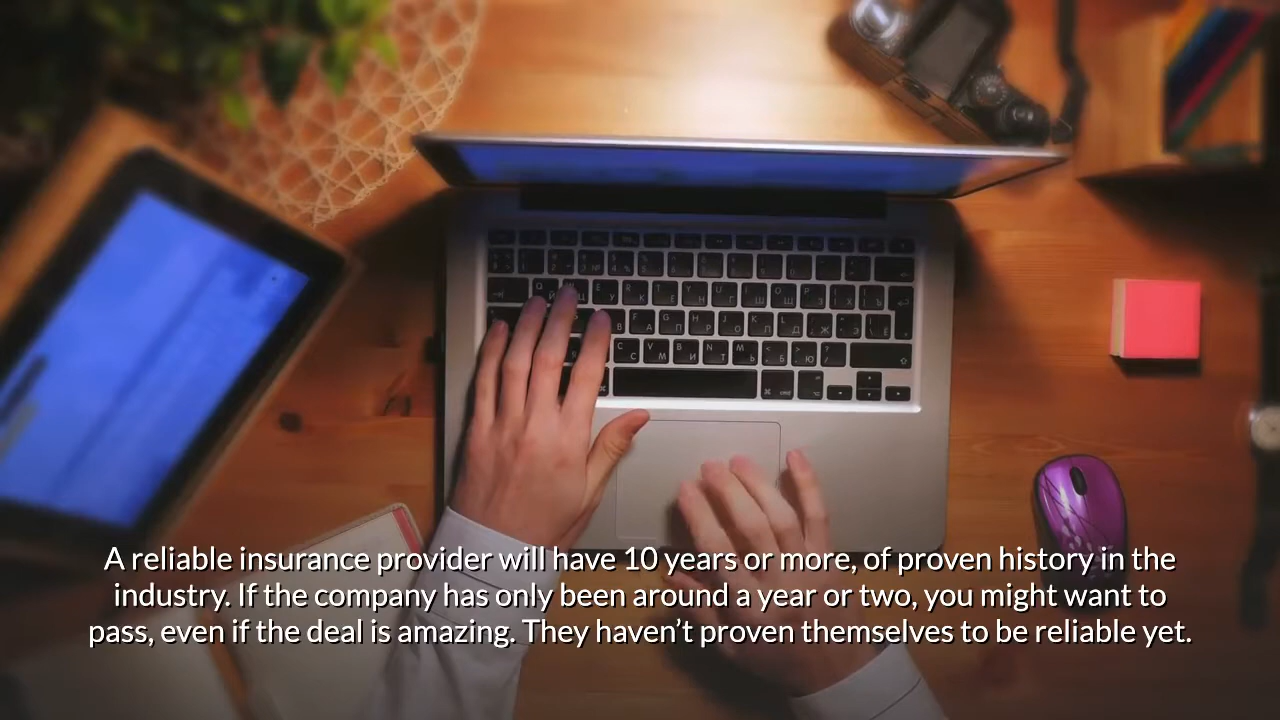 A reliable insurance provider will have 10 years or more, of proven history in the
industry. If the company has only been around a year or two, you might want to
pass, even if the deal is amazing. They haven’t proven themselves to be reliable yet.